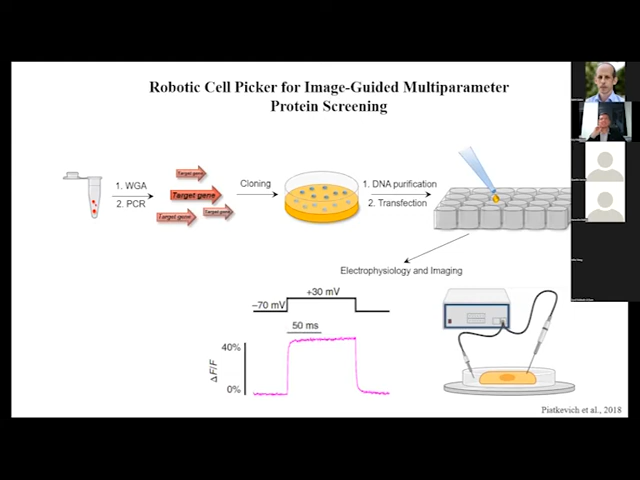 Robotic Cell Picker for Image-Guided Multiparameter
Protein Screening
1. WGA
2. PCR
Target gene
Target gene
Target gene
Target gene
Cloning
1. DNA purification
2. Transfection
Electrophysiology and Imaging
+30 mV
−70 mV
50 ms
40%
ΔF/F
0%
Piatkevich et al., 2018